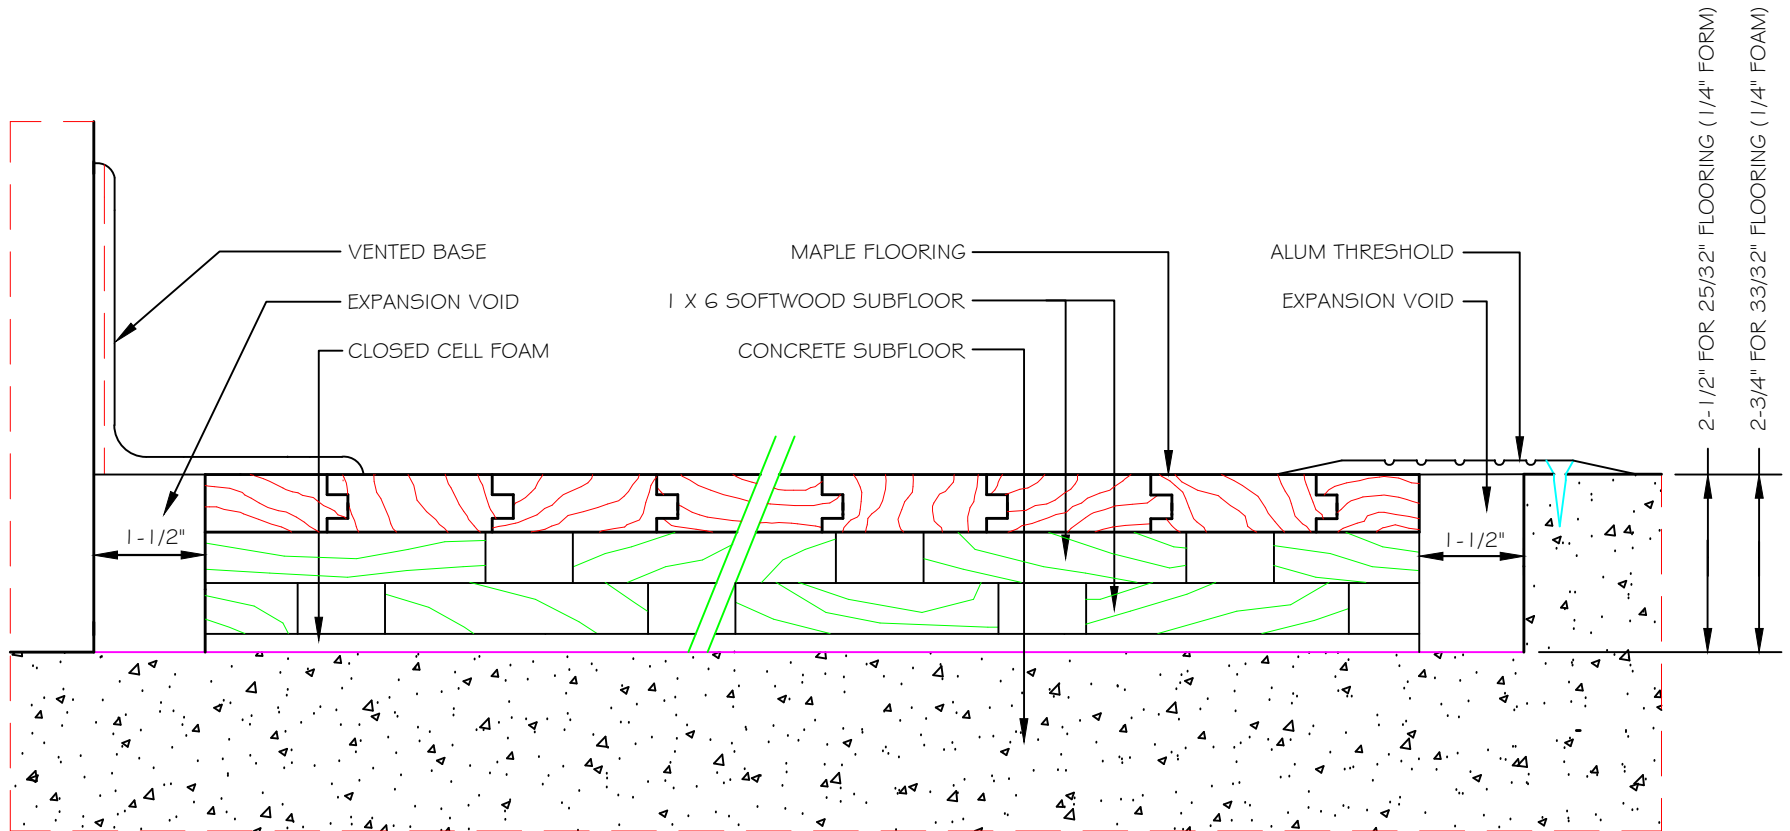 VENTED BASE
EXPANSION VOID
CLOSED CELL FOAM
MAPLE FLOORING
1 X 6 SOFTWOOD SUBFLOOR
CONCRETE SUBFLOOR
ALUM THRESHOLD
EXPANSION VOID
1-1/2"
1-1/2"
2-1/2" FOR 25/32" FLOORING (1/4" FORM)
2-3/4" FOR 33/32" FLOORING (1/4" FOAM)